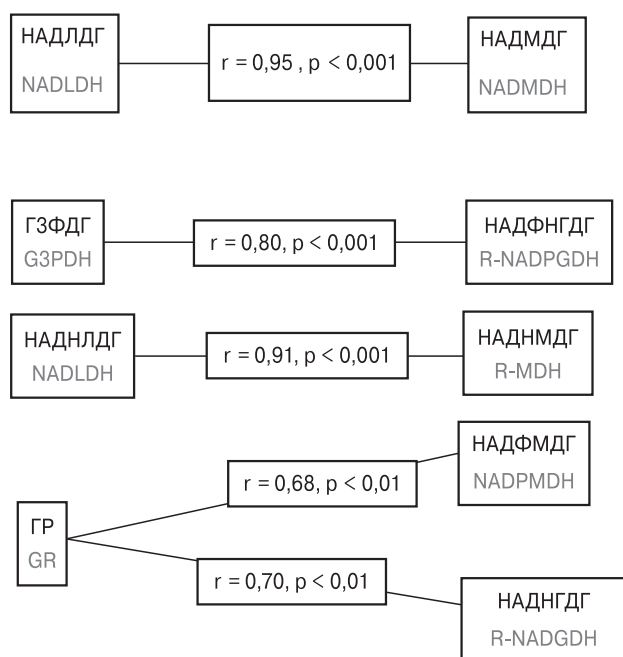 НАДЛДГ
NADLDH
r = 0,95 , p < 0,001
НАДМДГ
NADMDH
Г3ФДГ
G3PDH
r = 0,80, p < 0,001
НАДФНГДГ
R-NADPGDH
НАДНЛДГ
NADLDH
r = 0,91, p < 0,001
НАДНМДГ
R-MDH
ГР
GR
r = 0,68, p < 0,01
НАДФМДГ
NADPMDH
r = 0,70, p < 0,01
НАДНГДГ
R-NADGDH